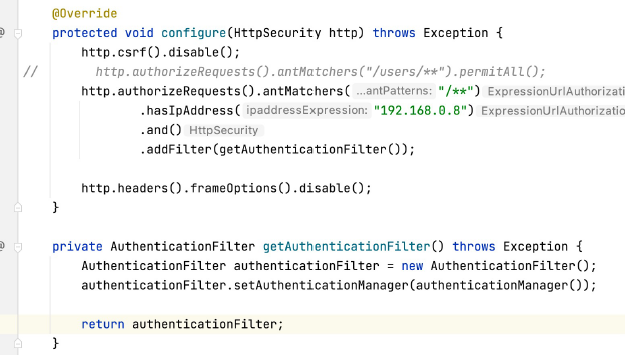 @Override
protected void configure(HttpSecurity http) throws Exception {
http.csrf().disable();
// http.authorizeRequests().antMatchers("/users/**").permitAll();
http.authorizeRequests().antMatchers( ...antPatterns: "/**") ExpressionUrlAuthorizati
.hasIpAddress( ipaddressExpression: "192.168.0.8") ExpressionUrlAuthorizatio
.and() HttpSecurity
.addFilter(getAuthenticationFilter());
http.headers().frameOptions().disable();
}
private AuthenticationFilter getAuthenticationFilter() throws Exception {
AuthenticationFilter authenticationFilter = new AuthenticationFilter();
authenticationFilter.setAuthenticationManager(authenticationManager());
return authenticationFilter;
}